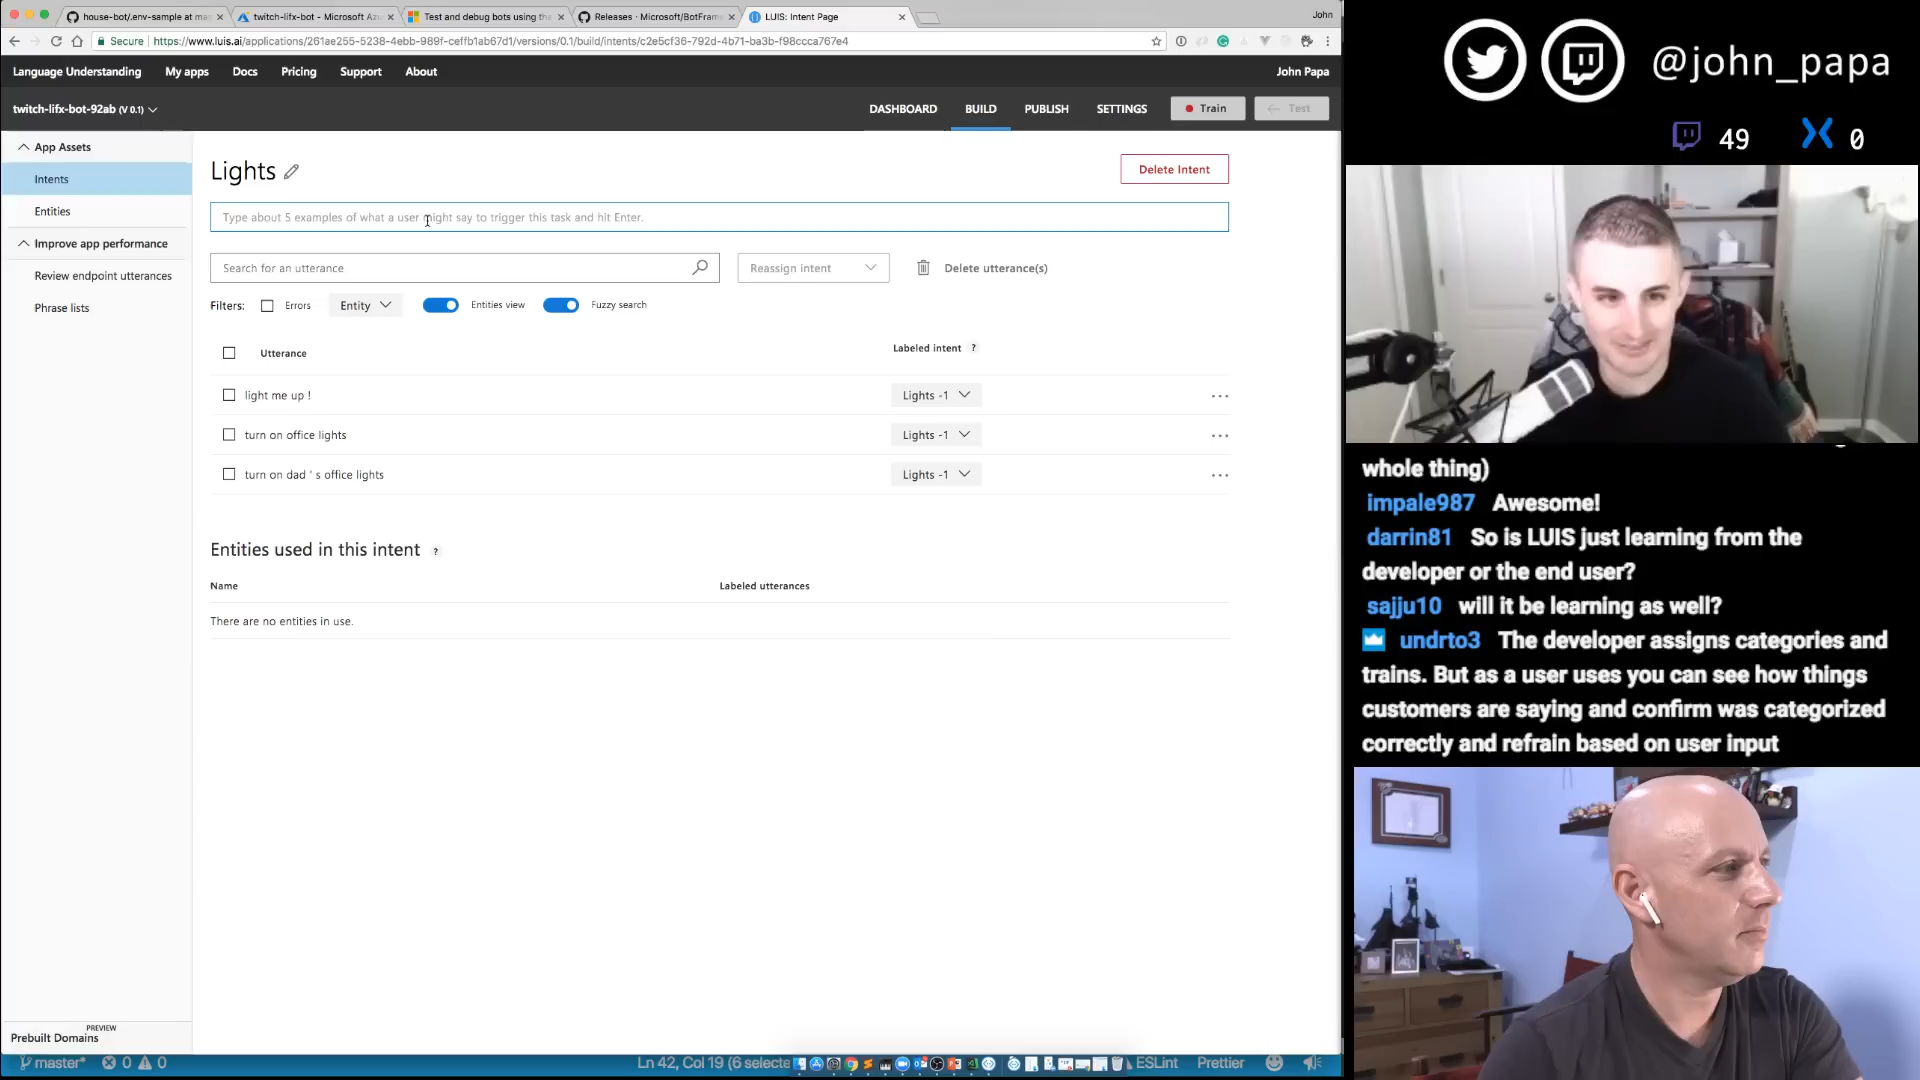 house-bot/.env-sample at mas
twitch-lifx-bot - Microsoft Az
Test and debug bots using the
Releases · Microsoft/BotFrame
LUIS: Intent Page
John
Secure
https://www.luis.ai/applications/261ae255-5238-4ebb-989f-ceffb1ab67d1/versions/0.1/build/intents/c2e5cf36-792d-4b71-ba3b-f98ccca767e4
Language Understanding
My apps
Docs
Pricing
Support
About
John Papa
twitch-lifx-bot-92ab (V 0.1)
DASHBOARD
BUILD
PUBLISH
SETTINGS
Train
Test
App Assets
Intents
Entities
Improve app performance
Review endpoint utterances
Phrase lists
PREVIEW
Prebuilt Domains
Lights
Delete Intent
Type about 5 examples of what a user might say to trigger this task and hit Enter.
Search for an utterance
Reassign intent
Delete utterance(s)
Filters:
Errors
Entity
Entities view
Fuzzy search
Utterance
Labeled intent ?
light me up !
Lights -1
turn on office lights
Lights -1
turn on dad ' s office lights
Lights -1
Entities used in this intent ?
Name
Labeled utterances
There are no entities in use.
master*
0
0
Ln 42, Col 19 (6 selecte
ESLint
Prettier
@john_papa
49
0
whole thing)
impale987 Awesome!
darrin81 So is LUIS just learning from the
developer or the end user?
sajju10 will it be learning as well?
undrto3 The developer assigns categories and
trains. But as a user uses you can see how things
customers are saying and confirm was categorized
correctly and refrain based on user input